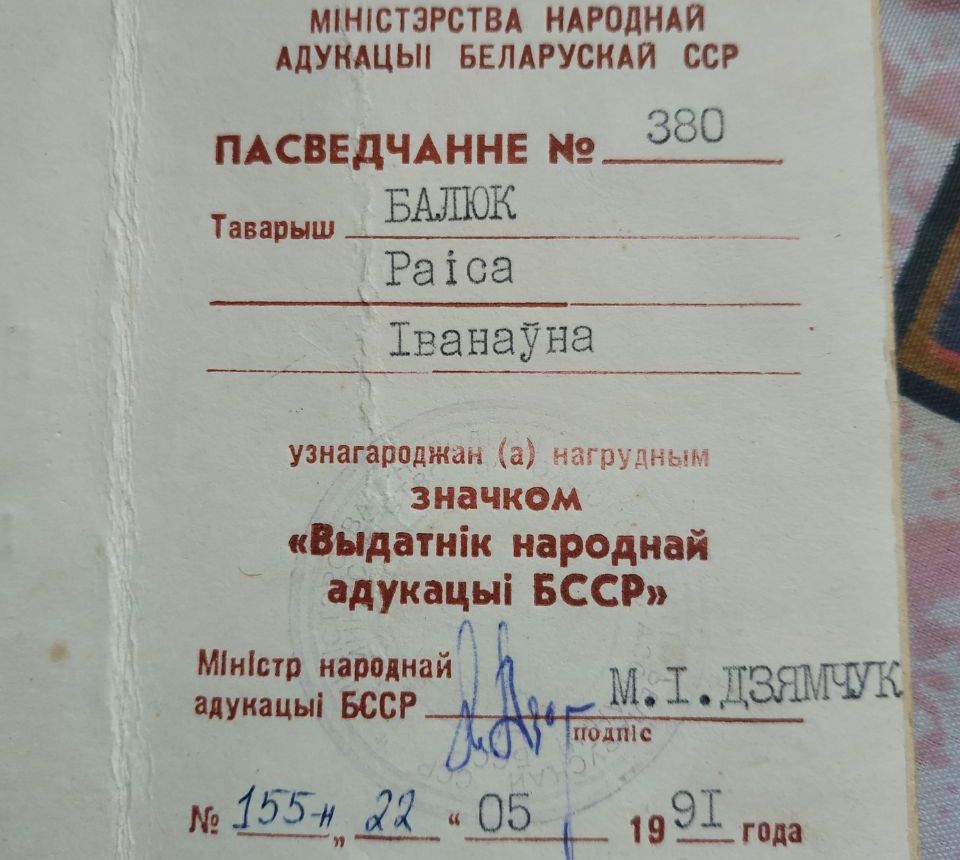 МІНІСТЭРСТВА НАРОДНАЙ
АДУКАЦЫІ БЕЛАРУСКАЙ ССР
ПАСВЕДЧАННЕ № 380
Таварыш БАЛЮК
Раіса
Іванаўна
узнагароджан (а) нагрудным
значком
«Выдатнік народнай
адукацыі БССР»
Міністр народнай
адукацыі БССР М.І.ДЗЯМЧУК
подпіс
№ 155-н „ 22 “ 05 19 91 года